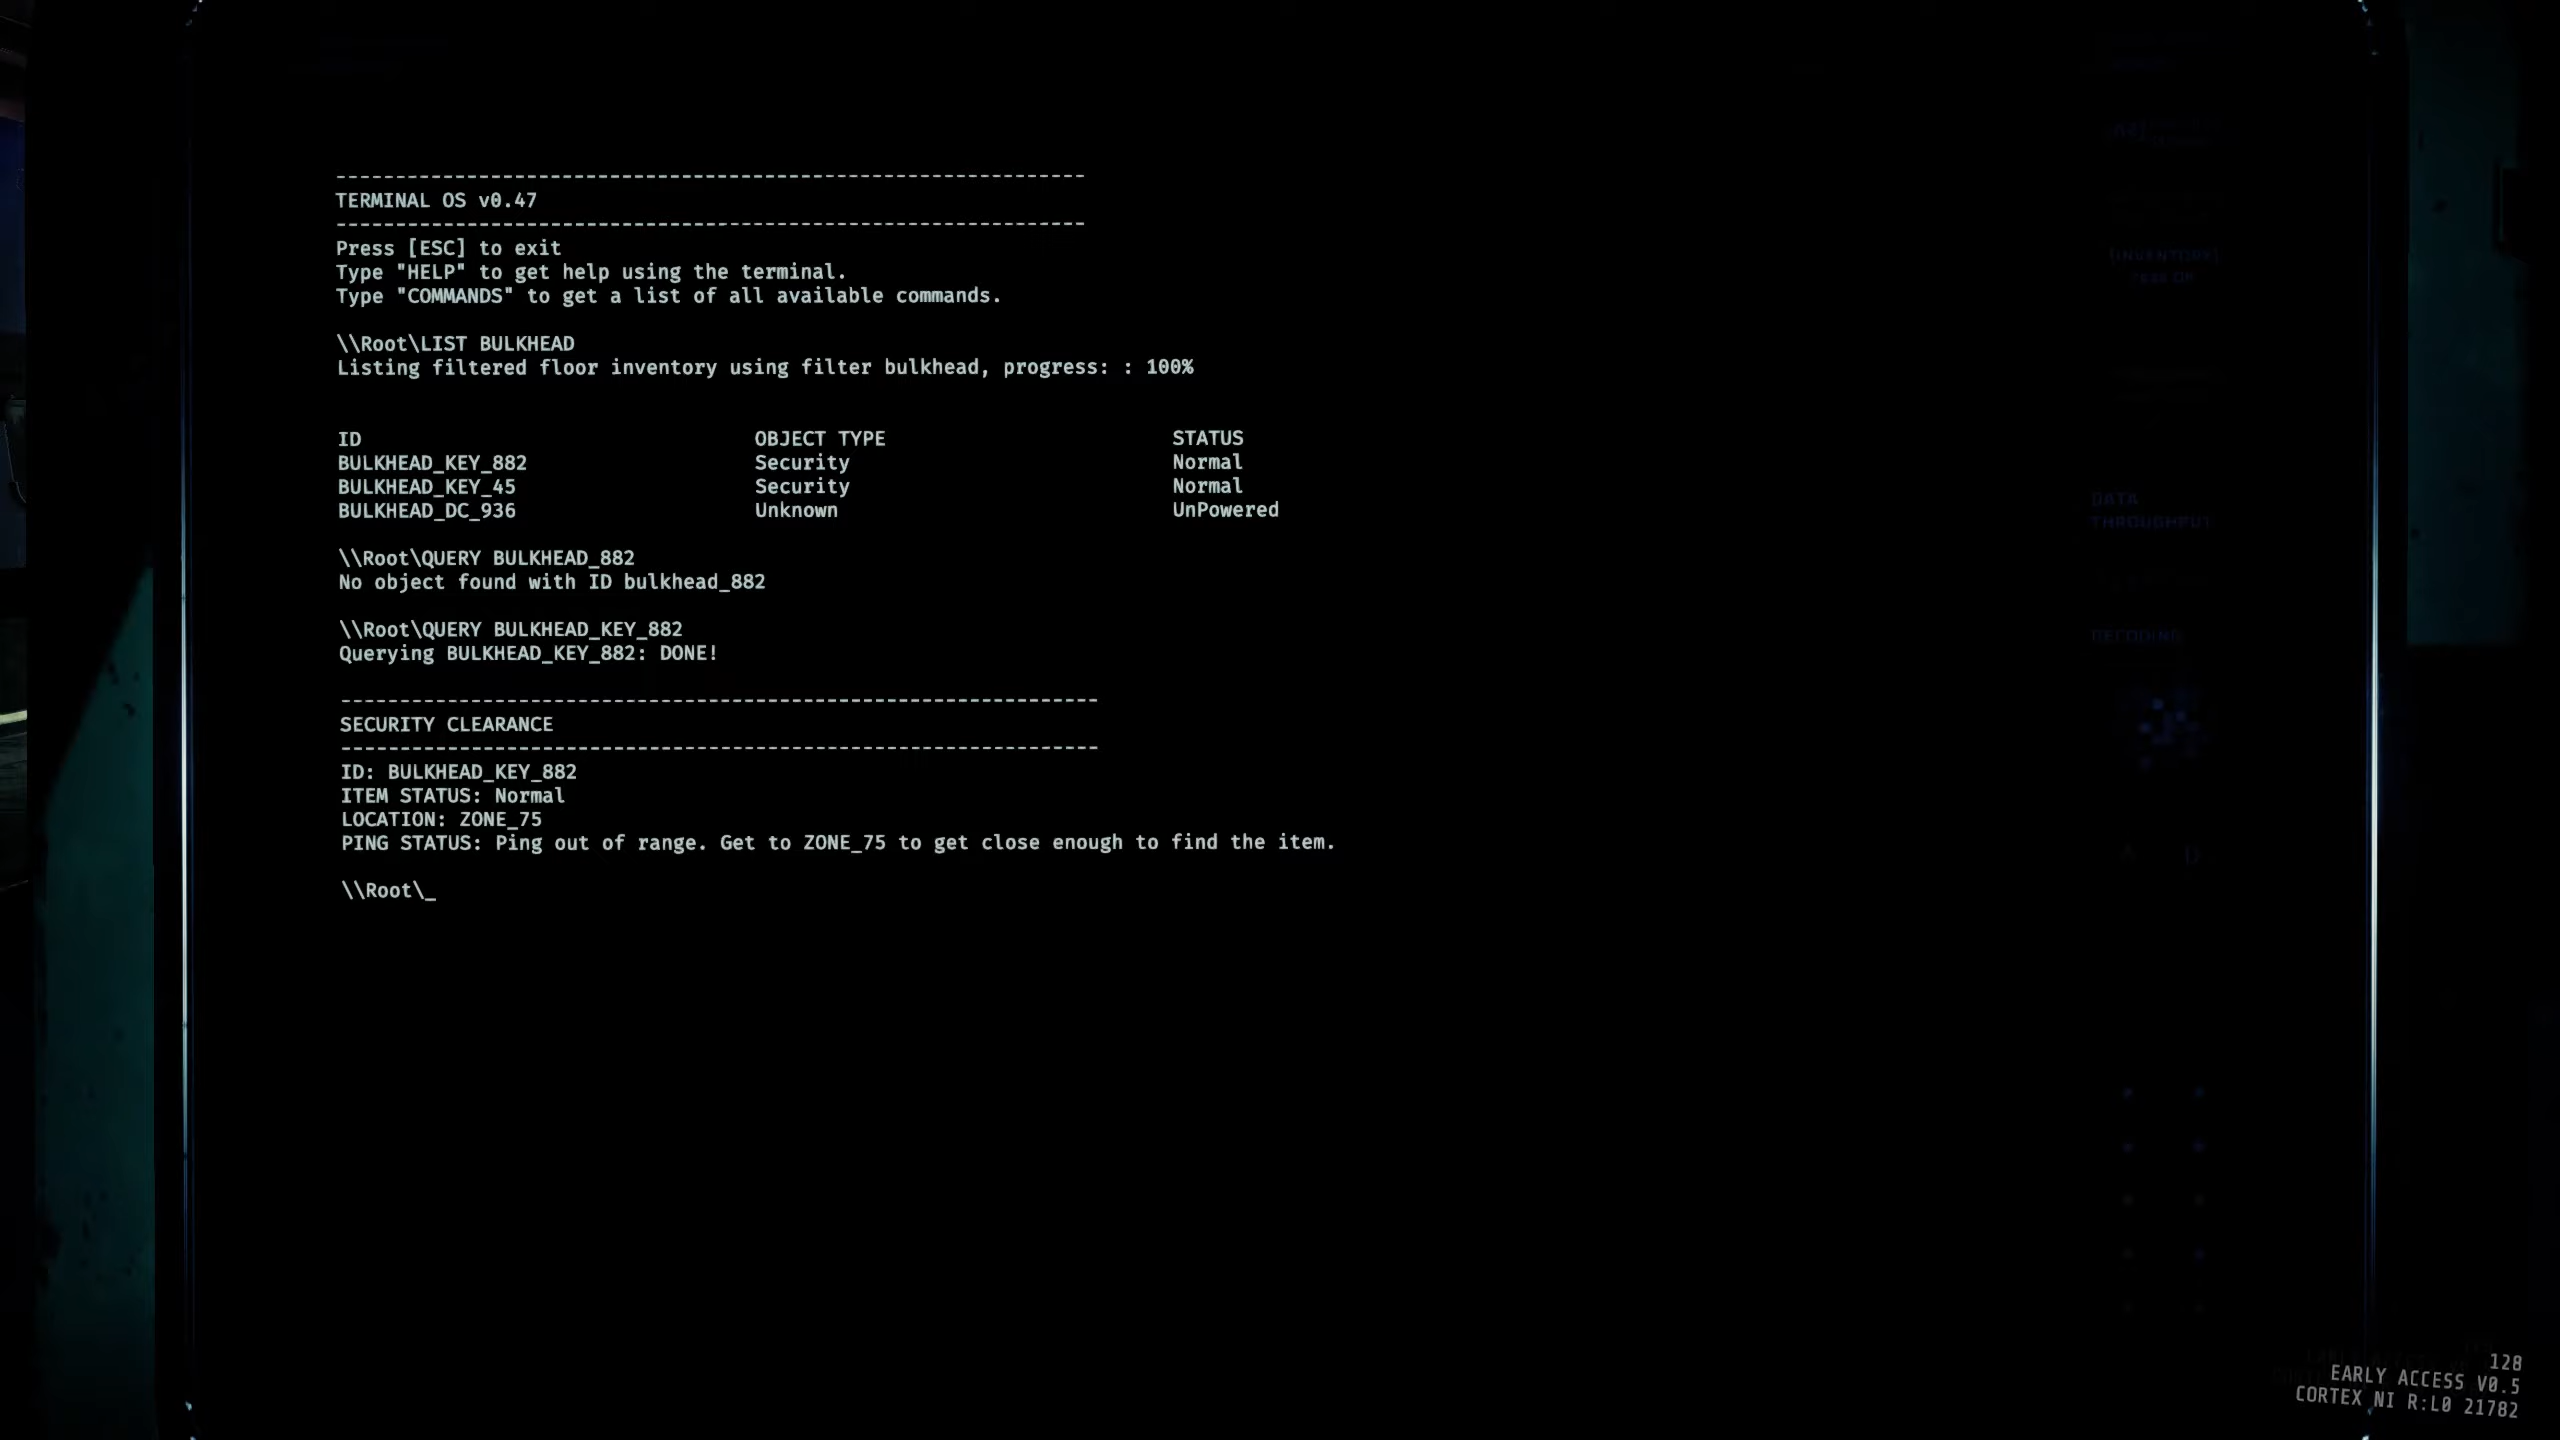 ------------------------------------------------------------------
TERMINAL OS v0.47
------------------------------------------------------------------
Press [ESC] to exit
Type "HELP" to get help using the terminal.
Type "COMMANDS" to get a list of all available commands.
\\Root\LIST BULKHEAD
Listing filtered floor inventory using filter bulkhead, progress: : 100%
ID OBJECT TYPE STATUS
BULKHEAD_KEY_882 Security Normal
BULKHEAD_KEY_45 Security Normal
BULKHEAD_DC_936 Unknown UnPowered
\\Root\QUERY BULKHEAD_882
No object found with ID bulkhead_882
\\Root\QUERY BULKHEAD_KEY_882
Querying BULKHEAD_KEY_882: DONE!
------------------------------------------------------------------
SECURITY CLEARANCE
------------------------------------------------------------------
ID: BULKHEAD_KEY_882
ITEM STATUS: Normal
LOCATION: ZONE_75
PING STATUS: Ping out of range. Get to ZONE_75 to get close enough to find the item.
\\Root\_
[INVENTORY]
DATA
THROUGHPUT
DECODING
A D
128
EARLY ACCESS V0.5
CORTEX NI R:L0 21782